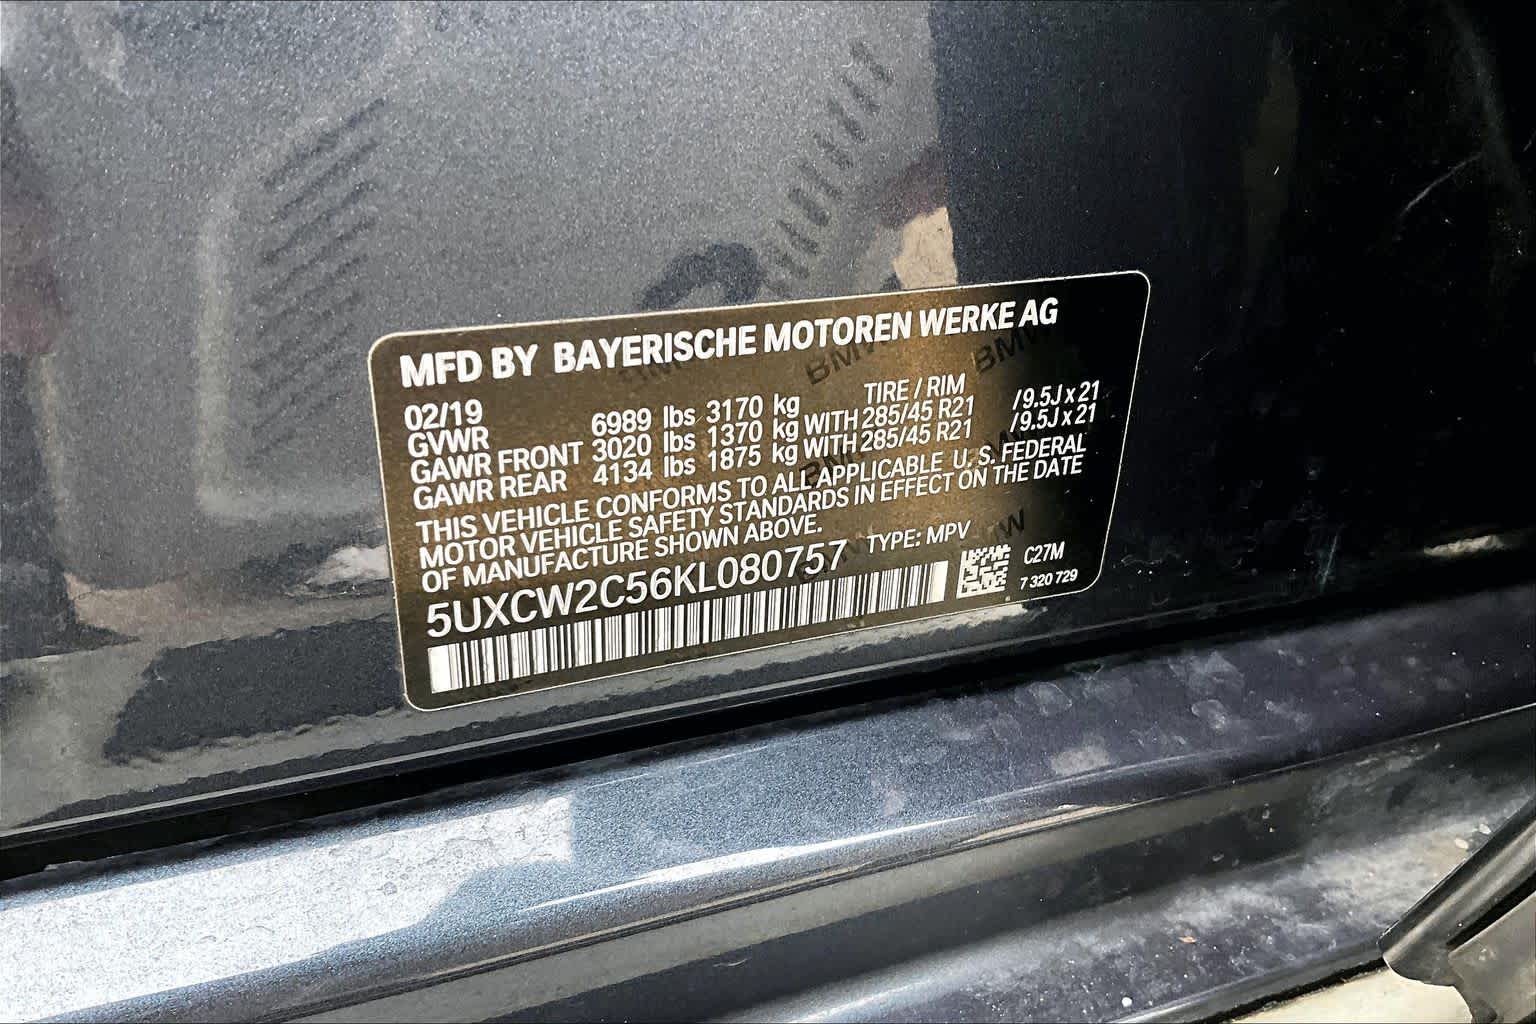 MFD BY BAYERISCHE MOTOREN WERKE AG
02/19 TIRE / RIM
GVWR 6989 lbs 3170 kg
GAWR FRONT 3020 lbs 1370 kg WITH 285/45 R21 /9.5J x 21
GAWR REAR 4134 lbs 1875 kg WITH 285/45 R21 /9.5J x 21
THIS VEHICLE CONFORMS TO ALL APPLICABLE U. S. FEDERAL
MOTOR VEHICLE SAFETY STANDARDS IN EFFECT ON THE DATE
OF MANUFACTURE SHOWN ABOVE.
5UXCW2C56KL080757 TYPE: MPV
C27M
7 320 729